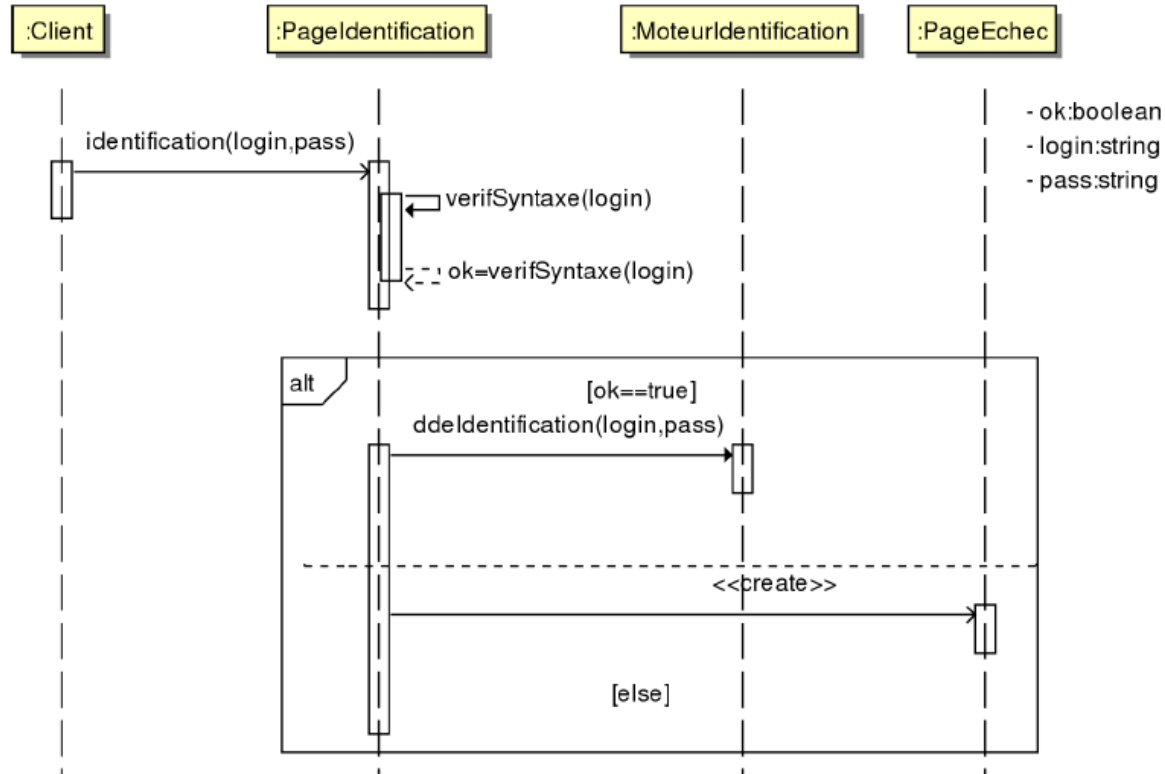 :Client
:PageIdentification
:MoteurIdentification
:PageEchec
- ok:boolean
- login:string
- pass:string
identification(login,pass)
verifSyntaxe(login)
ok=verifSyntaxe(login)
alt
[ok==true]
ddeIdentification(login,pass)
<<create>>
[else]